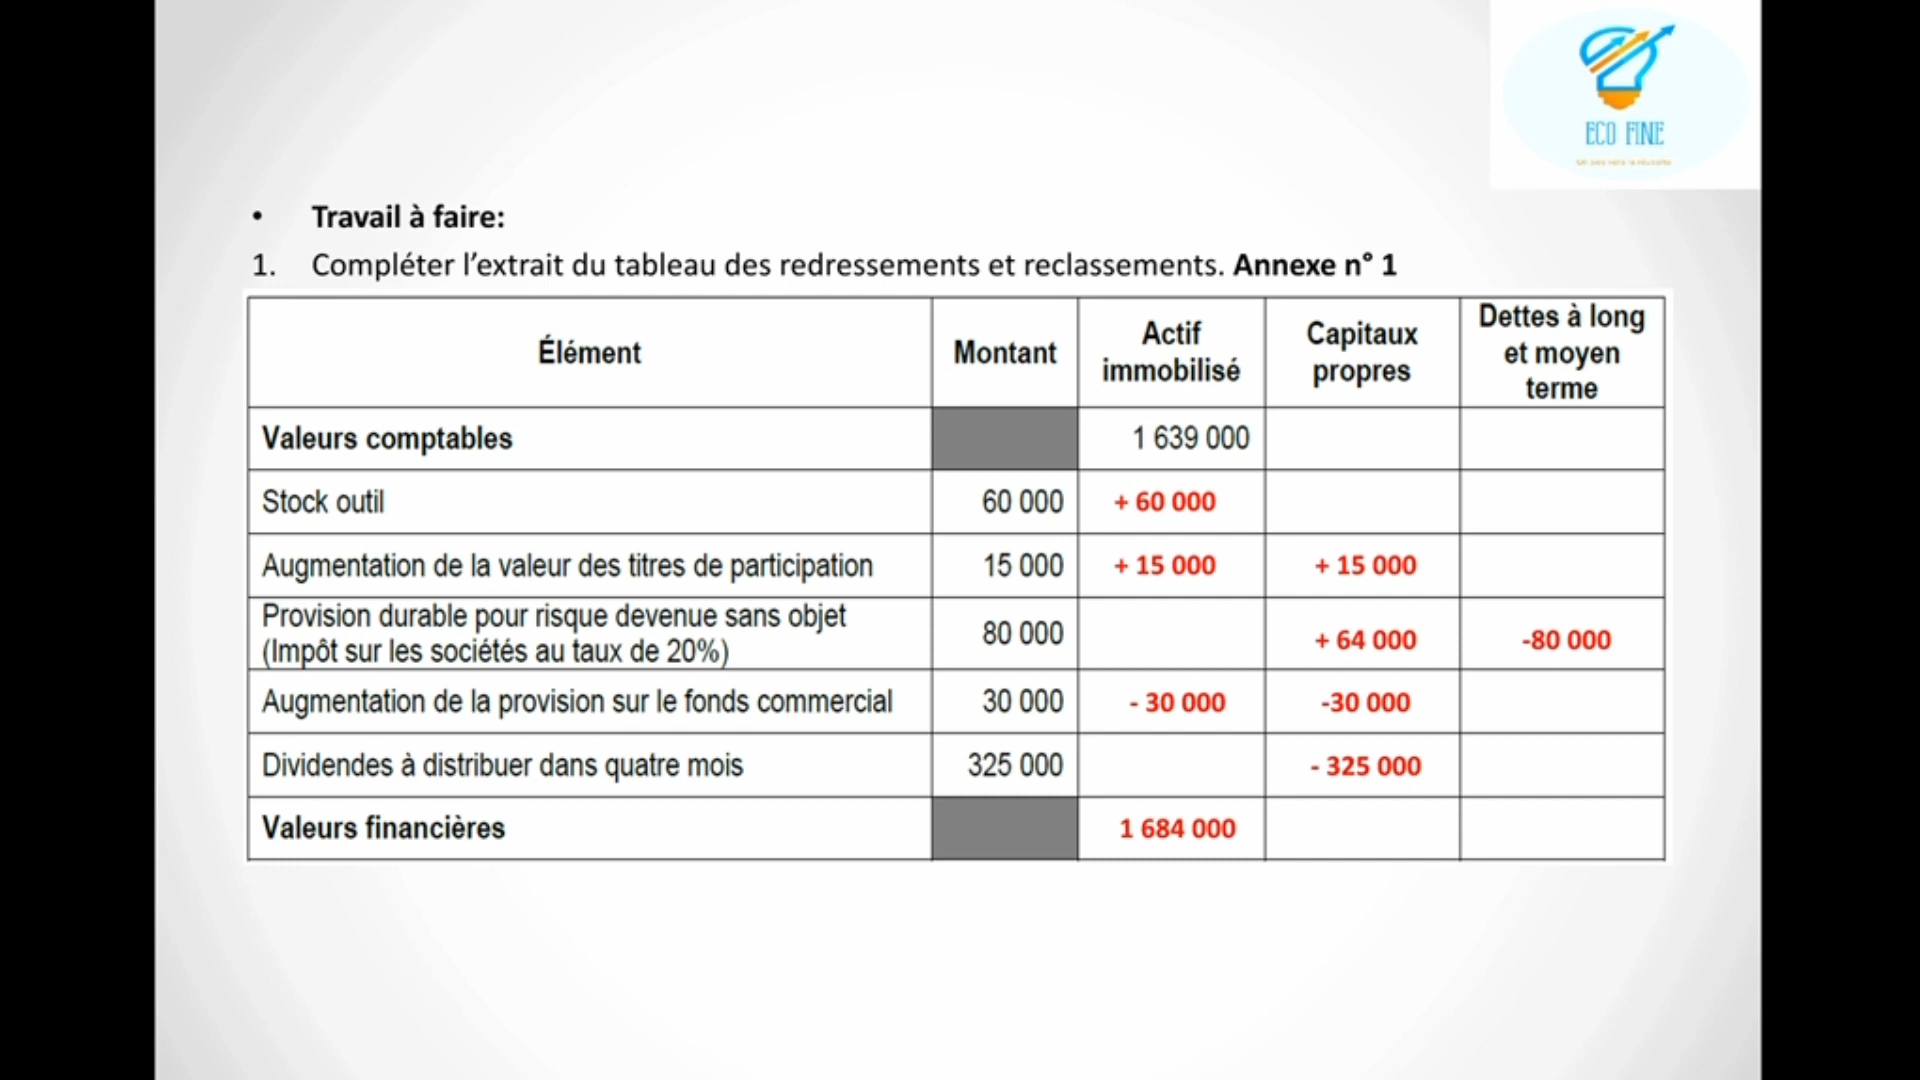 ECO FINE
• Travail à faire:
1. Compléter l’extrait du tableau des redressements et reclassements. Annexe n° 1
Élément Montant Actif immobilisé Capitaux propres Dettes à long et moyen terme
Valeurs comptables 1 639 000
Stock outil 60 000 + 60 000
Augmentation de la valeur des titres de participation 15 000 + 15 000 + 15 000
Provision durable pour risque devenue sans objet
(Impôt sur les sociétés au taux de 20%) 80 000 + 64 000 -80 000
Augmentation de la provision sur le fonds commercial 30 000 - 30 000 -30 000
Dividendes à distribuer dans quatre mois 325 000 - 325 000
Valeurs financières 1 684 000